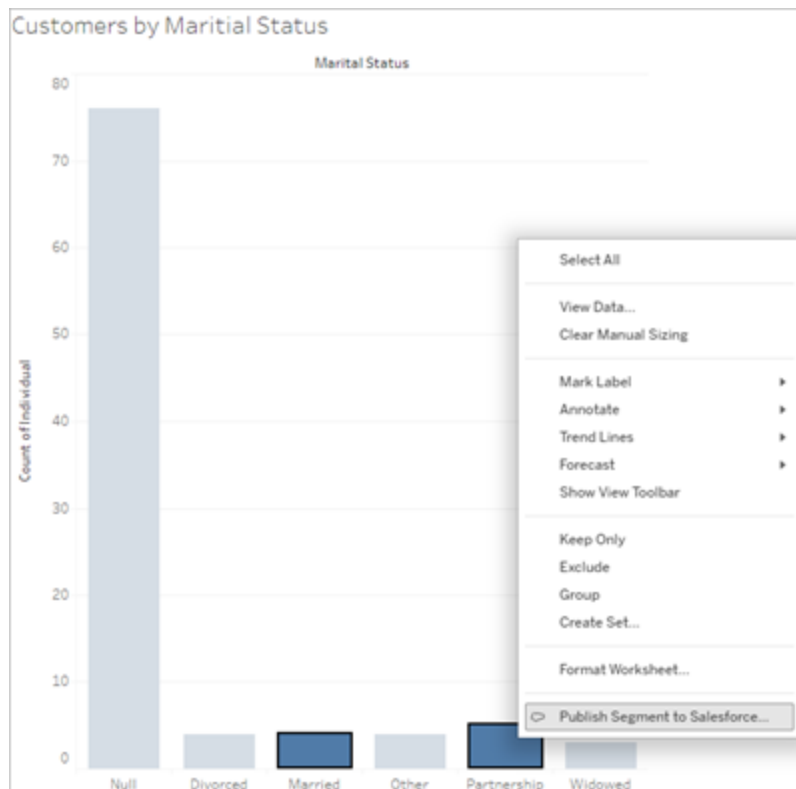 Customers by Maritial Status
Marital Status
80
70
60
50
40
30
20
10
0
Count of Individual
Null Divorced Married Other Partnership Widowed
Select All
View Data...
Clear Manual Sizing
Mark Label
Annotate
Trend Lines
Forecast
Show View Toolbar
Keep Only
Exclude
Group
Create Set...
Format Worksheet...
Publish Segment to Salesforce...